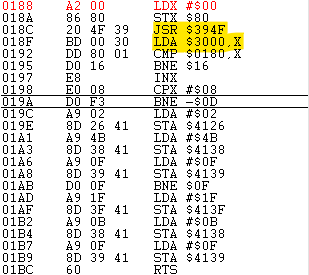 0188 A2 00 LDX #$00
018A 86 80 STX $80
018C 20 4F 39 JSR $394F
018F BD 00 30 LDA $3000,X
0192 DD 80 01 CMP $0180,X
0195 D0 16 BNE $16
0197 E8 INX
0198 E0 08 CPX #$08
019A D0 F3 BNE -$0D
019C A9 02 LDA #$02
019E 8D 26 41 STA $4126
01A1 A9 4B LDA #$4B
01A3 8D 38 41 STA $4138
01A6 A9 0F LDA #$0F
01A8 8D 39 41 STA $4139
01AB D0 0F BNE $0F
01AD A9 1F LDA #$1F
01AF 8D 3F 41 STA $413F
01B2 A9 0B LDA #$0B
01B4 8D 38 41 STA $4138
01B7 A9 0F LDA #$0F
01B9 8D 39 41 STA $4139
01BC 60 RTS